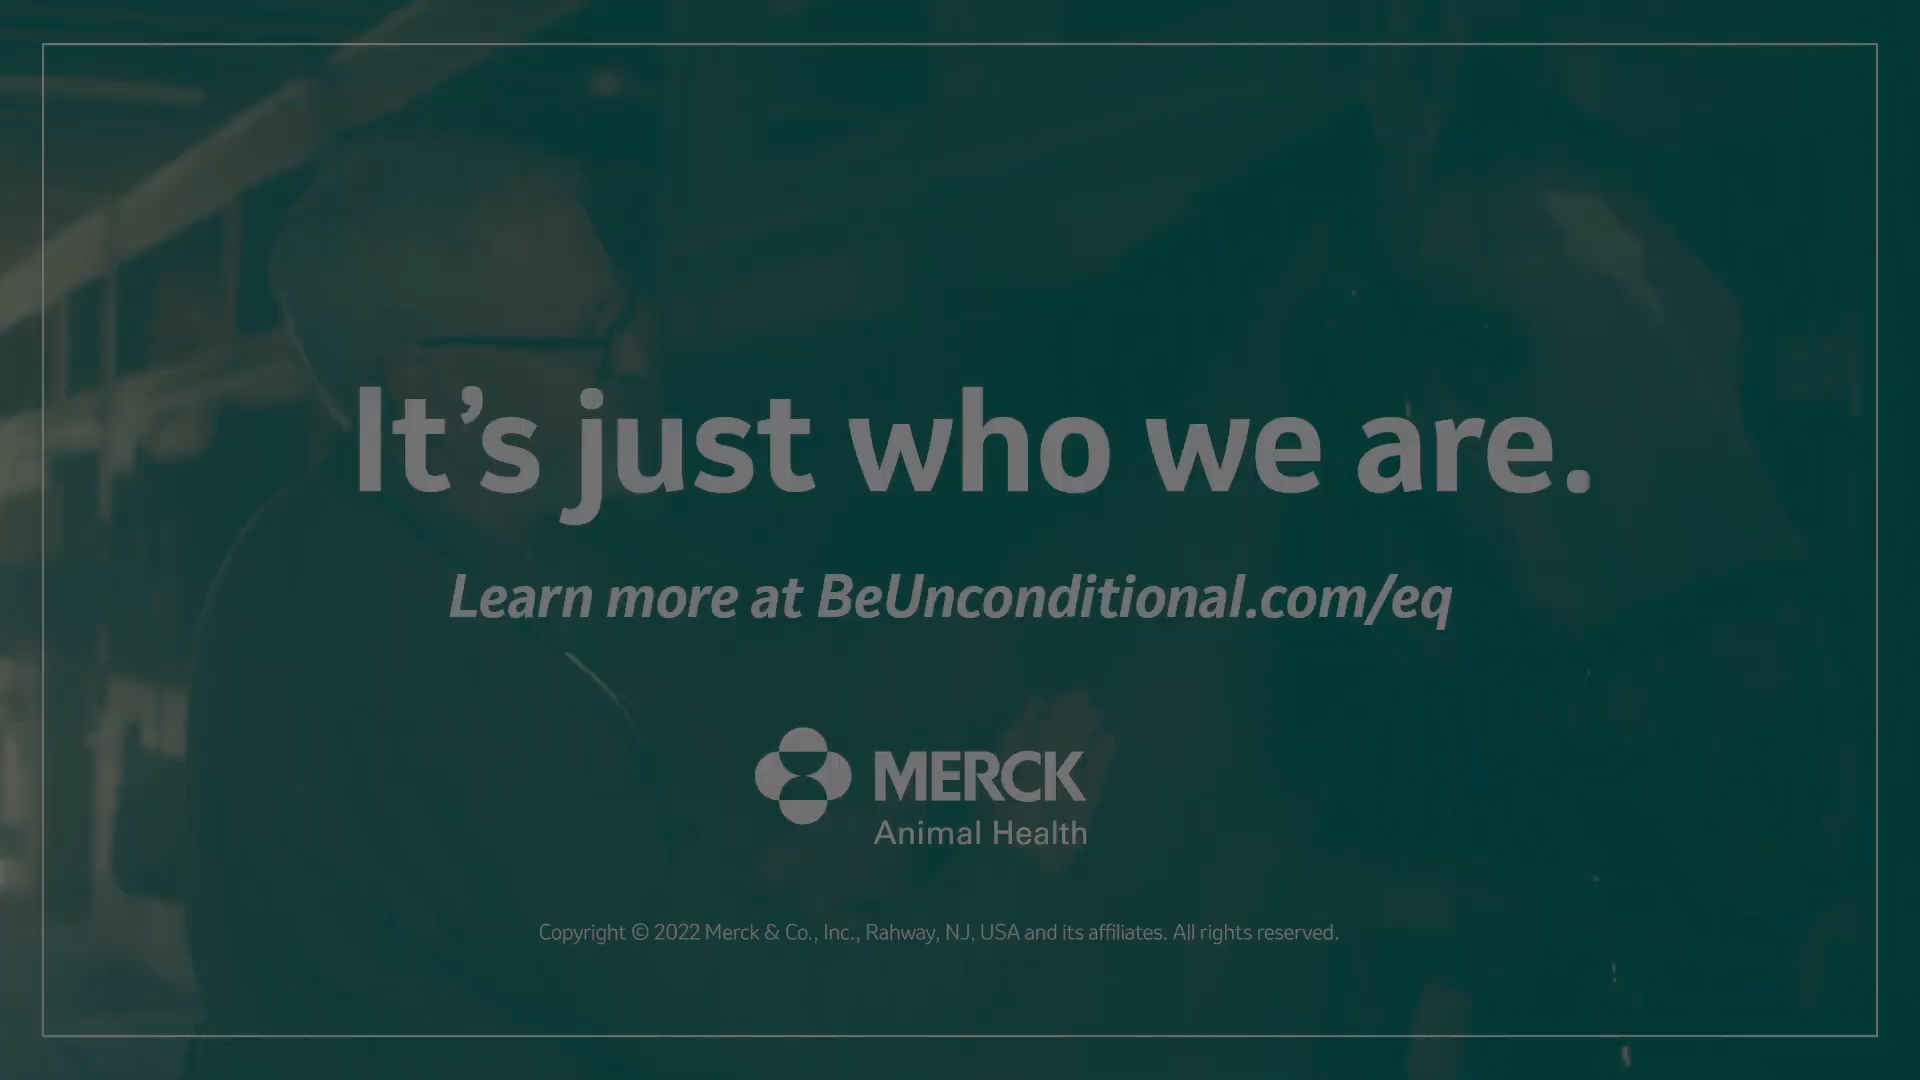 It’s just who we are.
Learn more at BeUnconditional.com/eq
MERCK
Animal Health
Copyright © 2022 Merck & Co., Inc., Rahway, NJ, USA and its affiliates. All rights reserved.